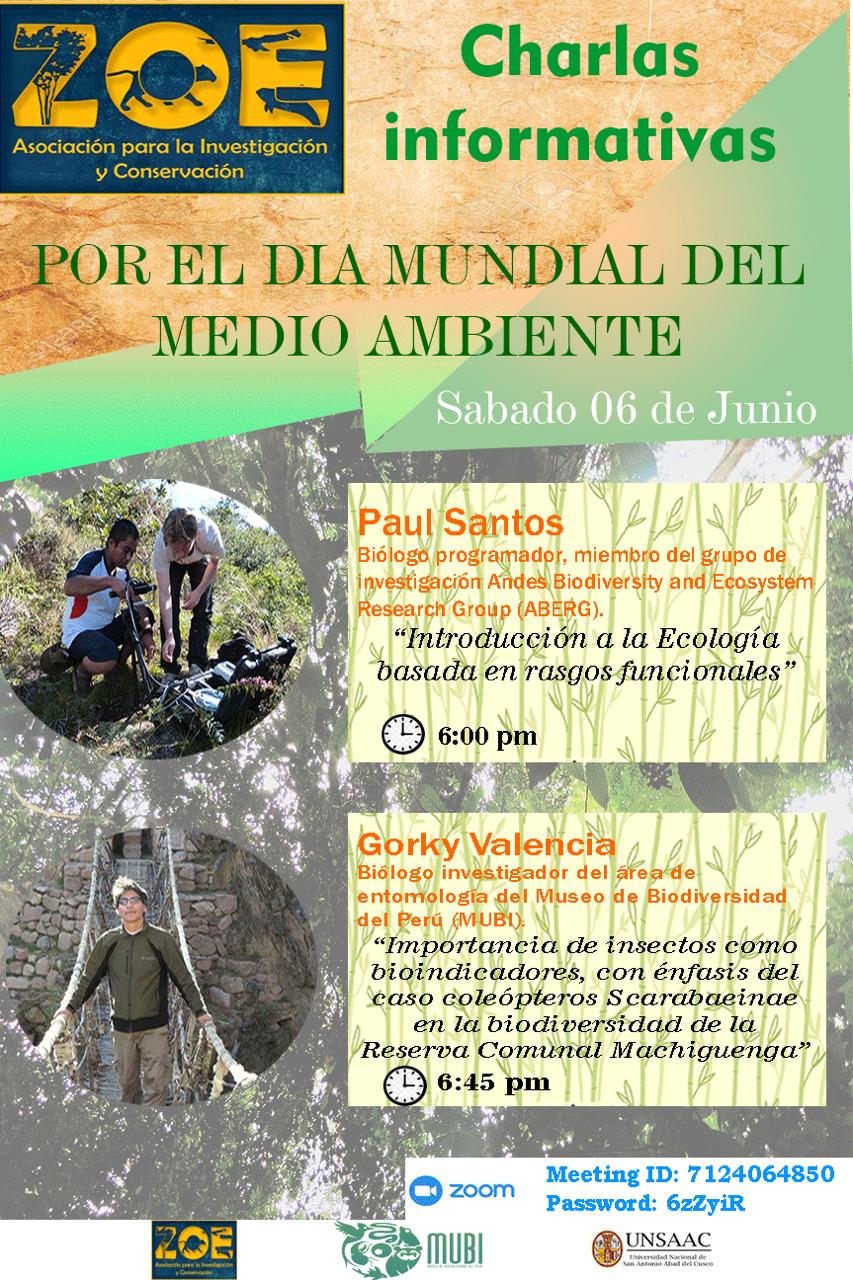 ZOE
Asociación para la Investigación
y Conservación
Charlas
informativas
POR EL DIA MUNDIAL DEL
MEDIO AMBIENTE
Sabado 06 de Junio
Paul Santos
Biólogo programador, miembro del grupo de
investigación Andes Biodiversity and Ecosystem
Research Group (ABERG).
“Introducción a la Ecología
basada en rasgos funcionales”
6:00 pm
Gorky Valencia
Biólogo investigador del área de
entomología del Museo de Biodiversidad
del Perú (MUBI).
“Importancia de insectos como
bioindicadores, con énfasis del
caso coleópteros Scarabaeinae
en la biodiversidad de la
Reserva Comunal Machiguenga”
6:45 pm
zoom
Meeting ID: 7124064850
Password: 6zZyiR
ZOE
Asociación para la Investigación
y Conservación
MUBI
UNSAAC
Universidad Nacional de
San Antonio Abad del Cusco